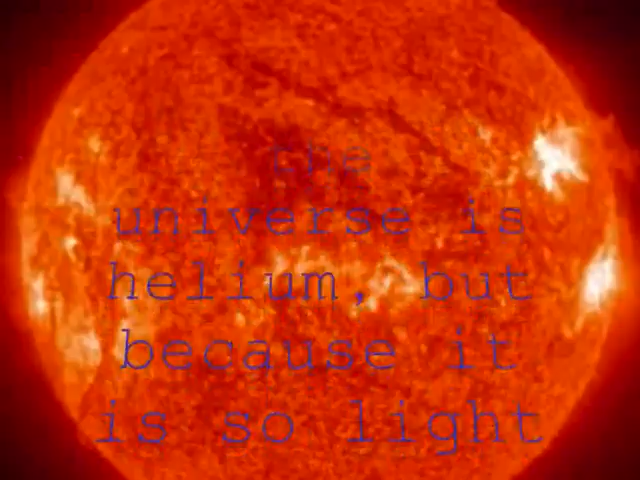 the
universe is
helium, but
because it
is so light